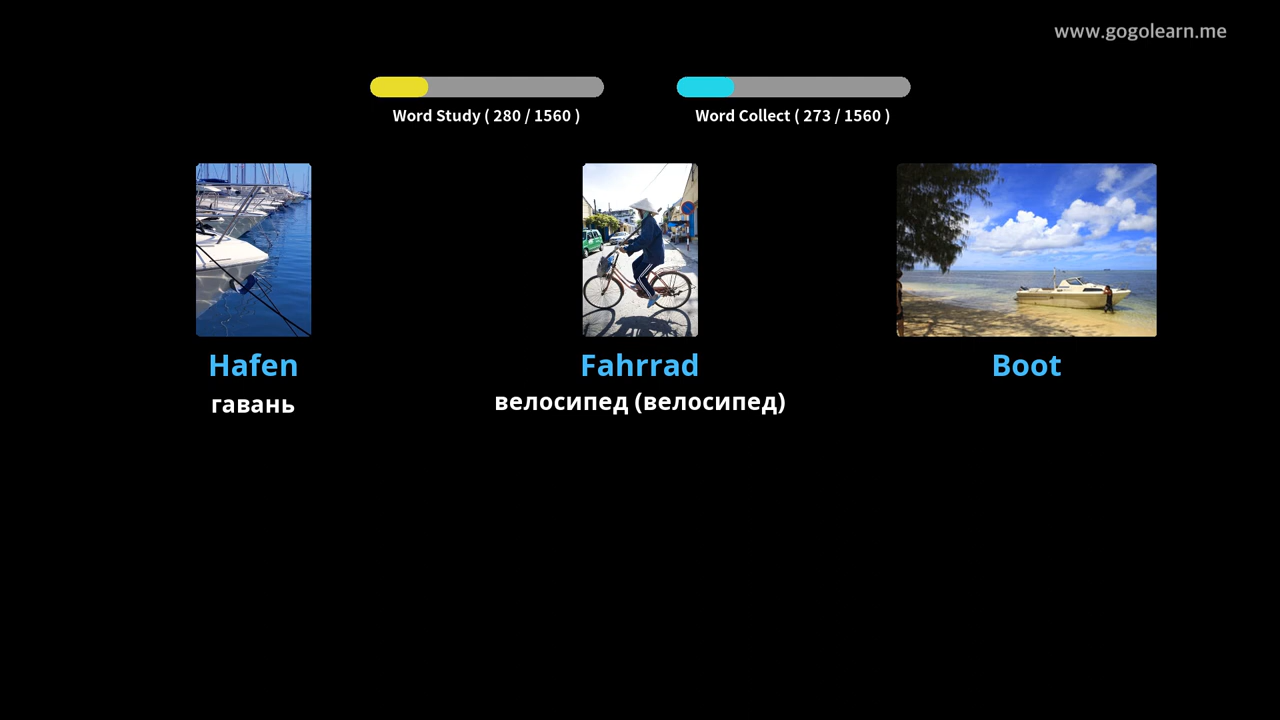 www.gogolearn.me
Word Study ( 280 / 1560 )
Word Collect ( 273 / 1560 )
Hafen
Fahrrad
Boot
гавань
велосипед (велосипед)